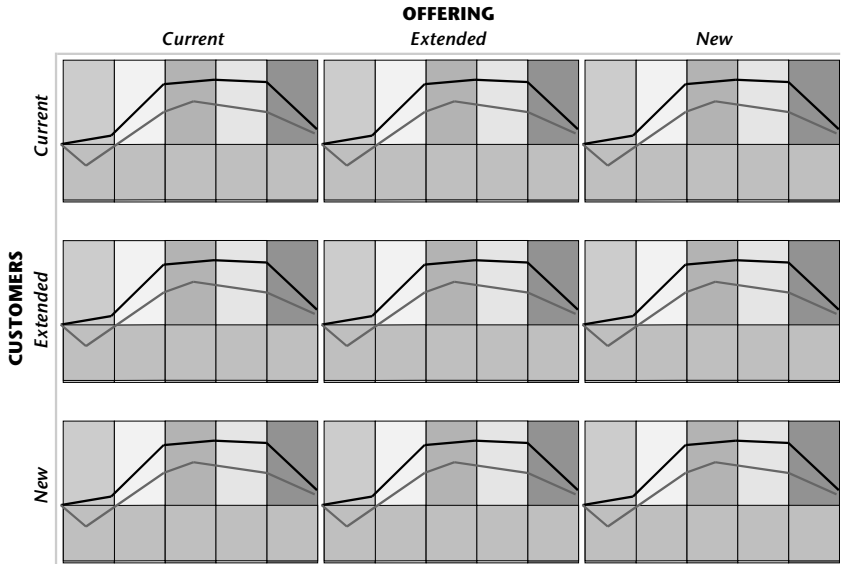 OFFERING
Current Extended New
CUSTOMERS
Current
Extended
New